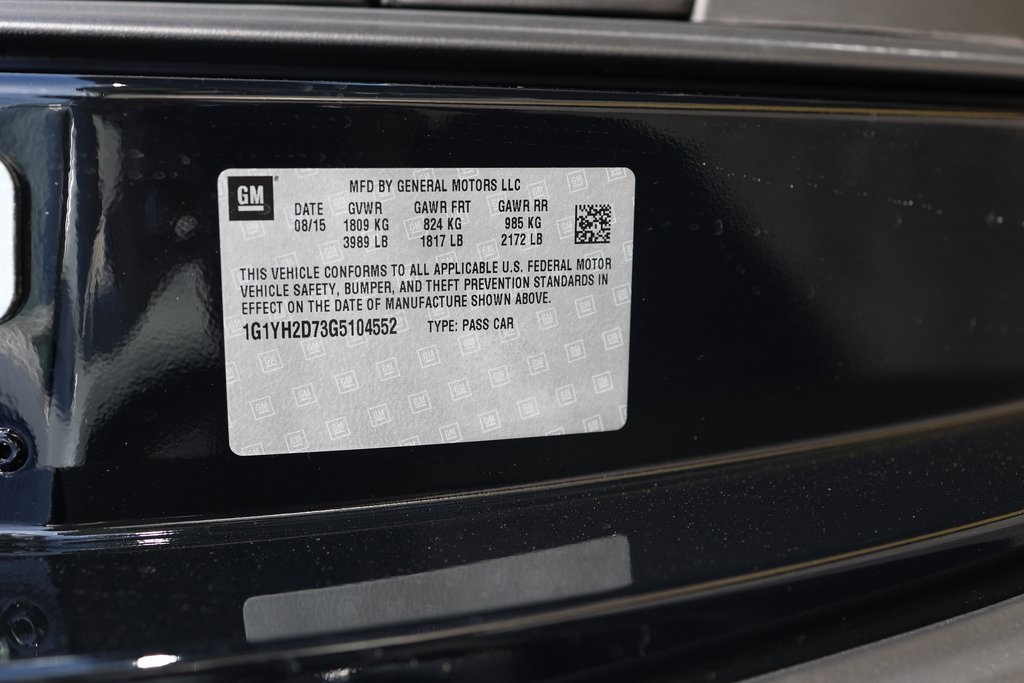 GM
MFD BY GENERAL MOTORS LLC
DATE GVWR GAWR FRT GAWR RR
08/15 1809 KG 824 KG 985 KG
3989 LB 1817 LB 2172 LB
THIS VEHICLE CONFORMS TO ALL APPLICABLE U.S. FEDERAL MOTOR
VEHICLE SAFETY, BUMPER, AND THEFT PREVENTION STANDARDS IN
EFFECT ON THE DATE OF MANUFACTURE SHOWN ABOVE.
1G1YH2D73G5104552 TYPE: PASS CAR